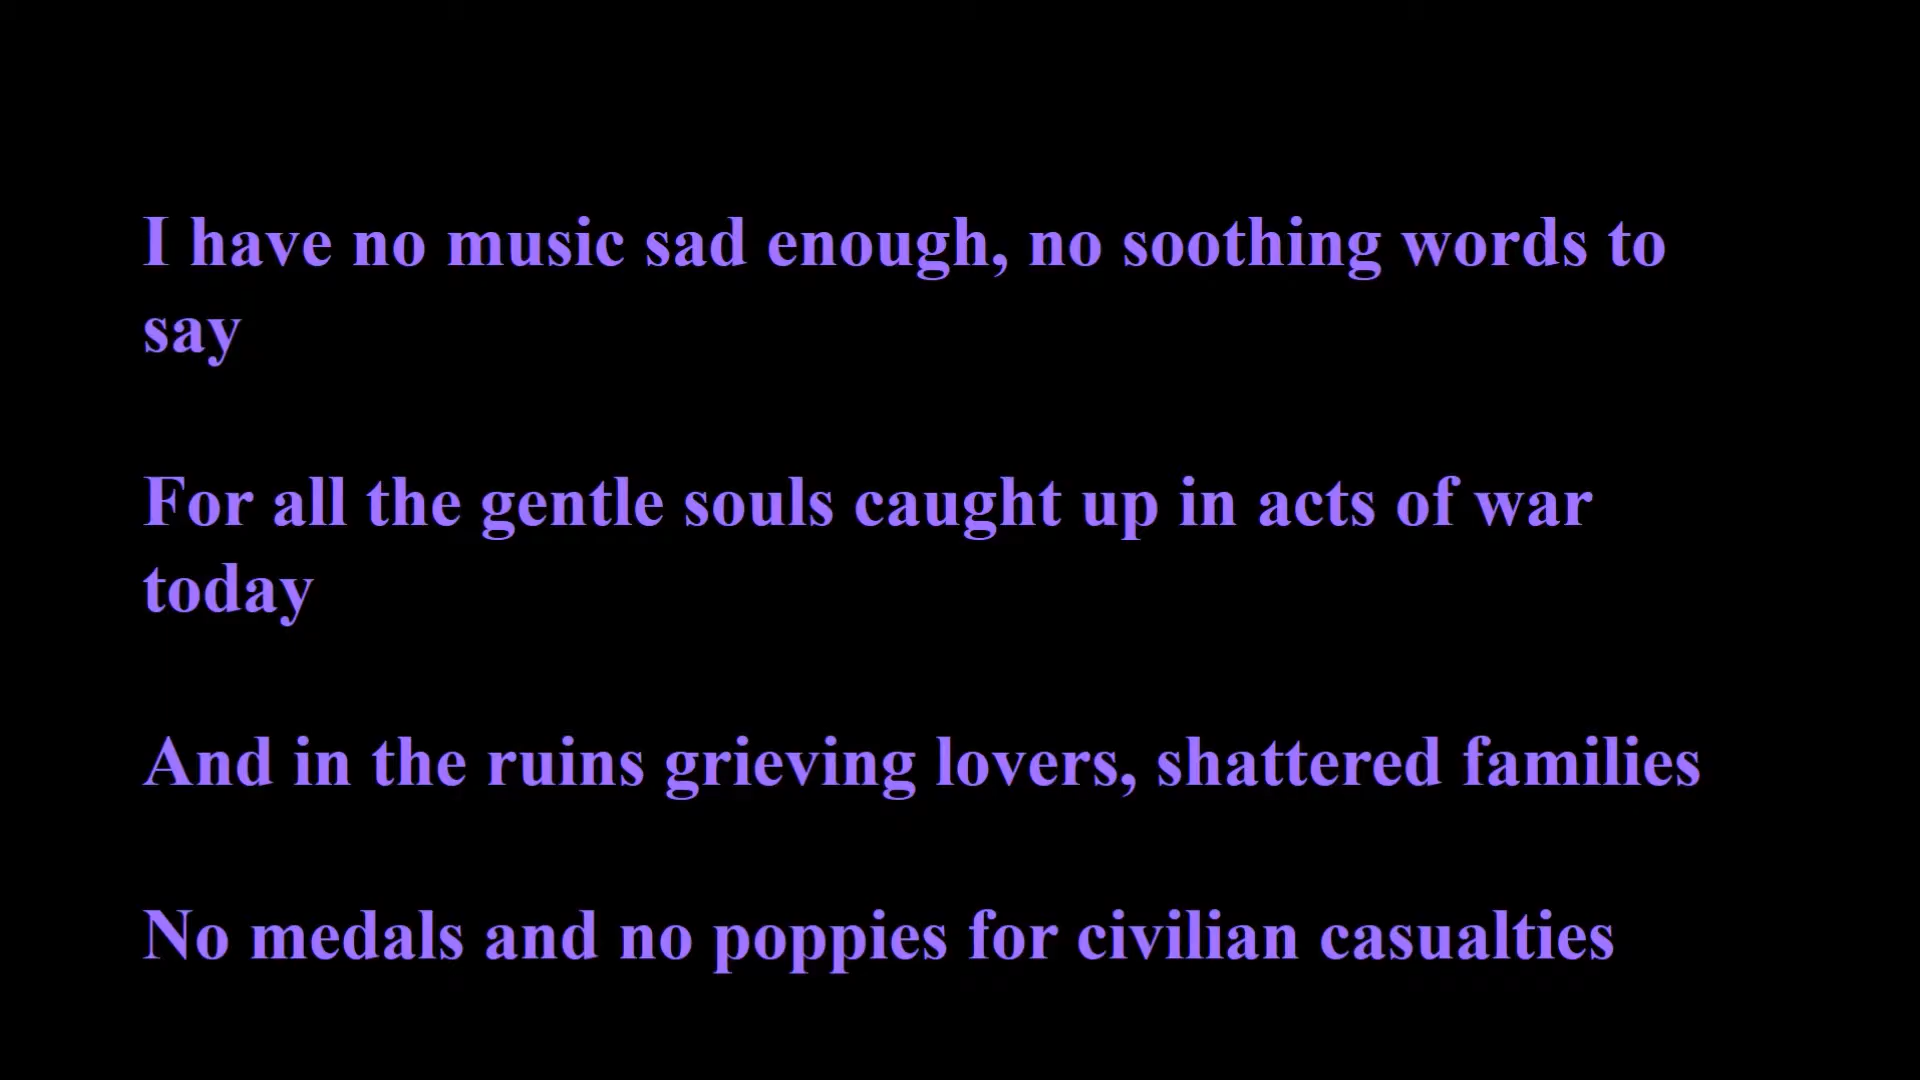 I have no music sad enough, no soothing words to
say
For all the gentle souls caught up in acts of war
today
And in the ruins grieving lovers, shattered families
No medals and no poppies for civilian casualties